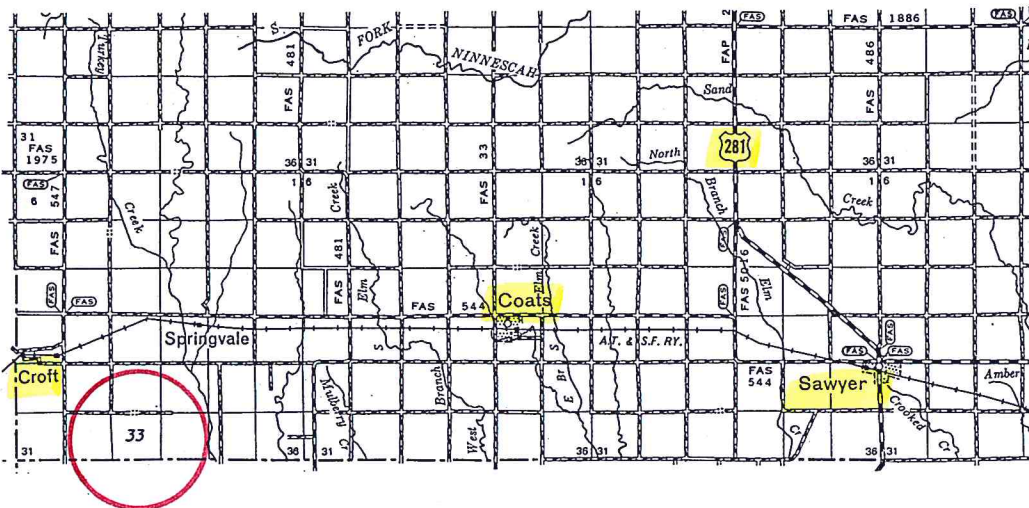 Turkey
S.
FORK
NINNESCAH
481
FAS
FAP
2
FAS
FAS 1886
FAS
486
FAS
Sand
31
FAS
1975
36 31
33
North
281
36 31
36 31
FAS
6
547
1 6
Creek
FAS
1 6
Branch
1 6
Creek
Creek
FAS
481
Creek
FAS
FAS 5p-16
Elm
FAS
FAS
FAS
Elm
FAS 544
Elm
Coats
FAS
Springvale
A.T. & S.F. RY.
FAS
FAS
Croft
S
Branch
S
Br
E
FAS
544
Sawyer
Amber
Mulberry
Cr
Crooked
Cr
33
31
36 31
West
36 31
Cr
36 31